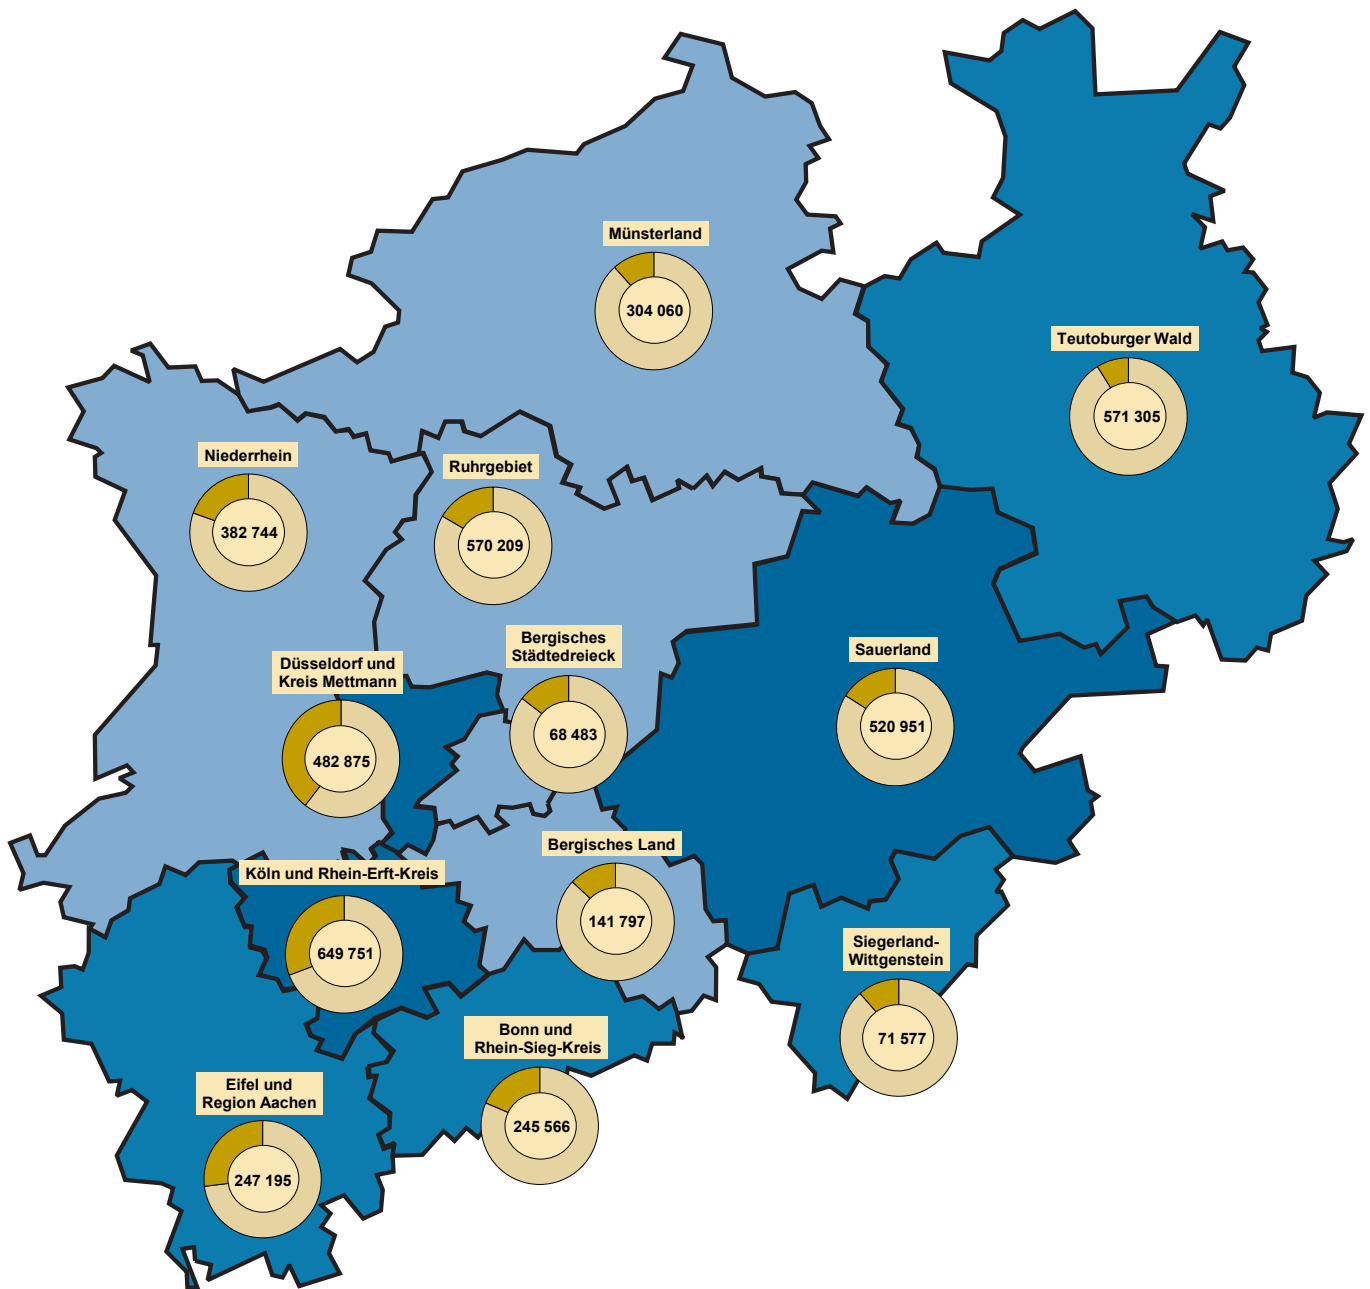 Münsterland
304 060
Teutoburger Wald
571 305
Niederrhein
382 744
Ruhrgebiet
570 209
Bergisches
Städtedreieck
68 483
Sauerland
520 951
Düsseldorf und
Kreis Mettmann
482 875
Bergisches Land
141 797
Köln und Rhein-Erft-Kreis
649 751
Siegerland-
Wittgenstein
71 577
Bonn und
Rhein-Sieg-Kreis
245 566
Eifel und
Region Aachen
247 195